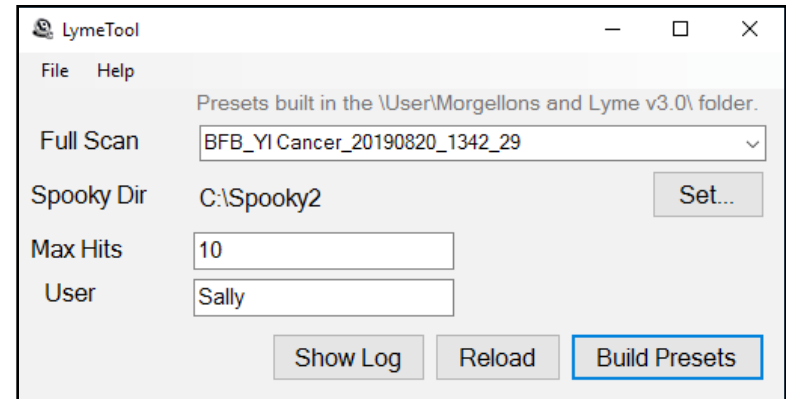 LymeTool
File Help
Presets built in the \User\Morgellons and Lyme v3.0\ folder.
Full Scan BFB_YI Cancer_20190820_1342_29
Spooky Dir C:\Spooky2 Set...
Max Hits 10
User Sally
Show Log Reload Build Presets